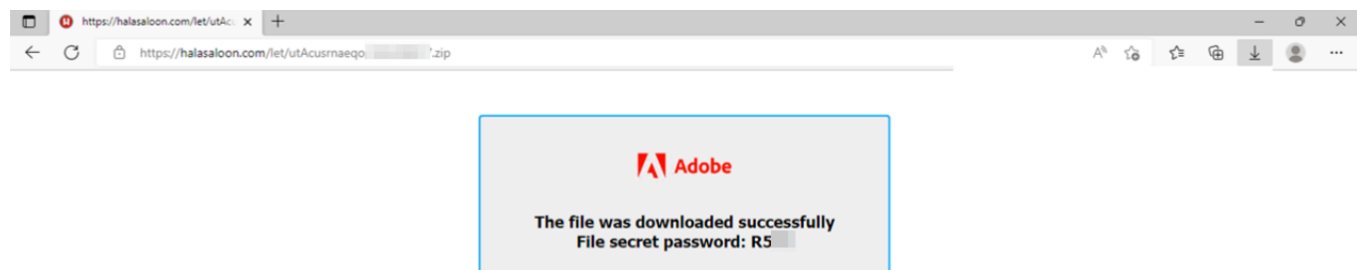 https://halasaloon.com/let/utAc
https://halasaloon.com/let/utAcusrnaeqo .zip
Adobe
The file was downloaded successfully
File secret password: R5